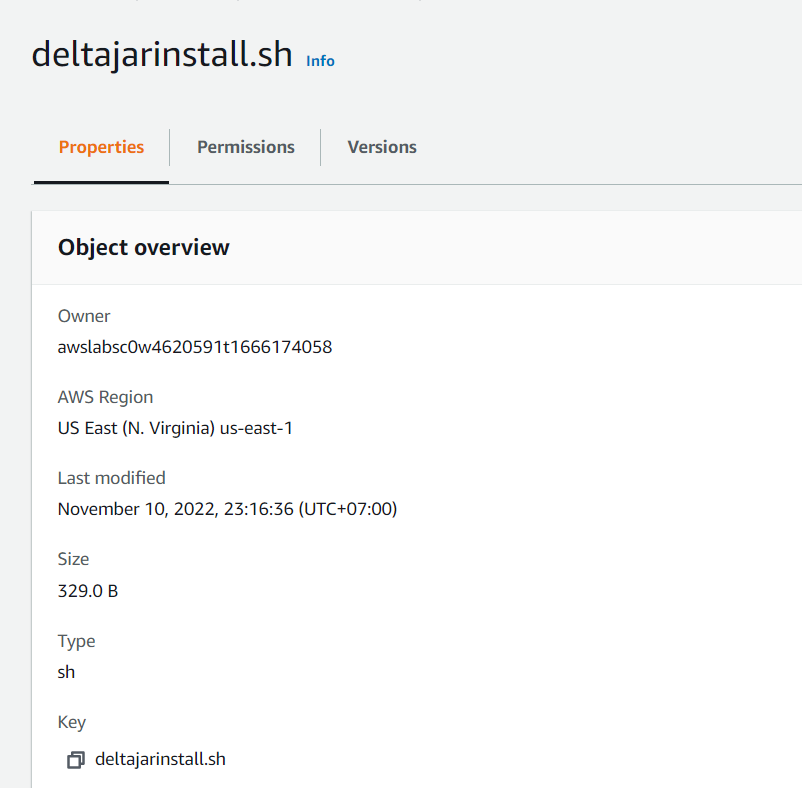 deltajarinstall.sh Info
Properties Permissions Versions
Object overview
Owner
awslabsc0w4620591t1666174058
AWS Region
US East (N. Virginia) us-east-1
Last modified
November 10, 2022, 23:16:36 (UTC+07:00)
Size
329.0 B
Type
sh
Key
deltajarinstall.sh